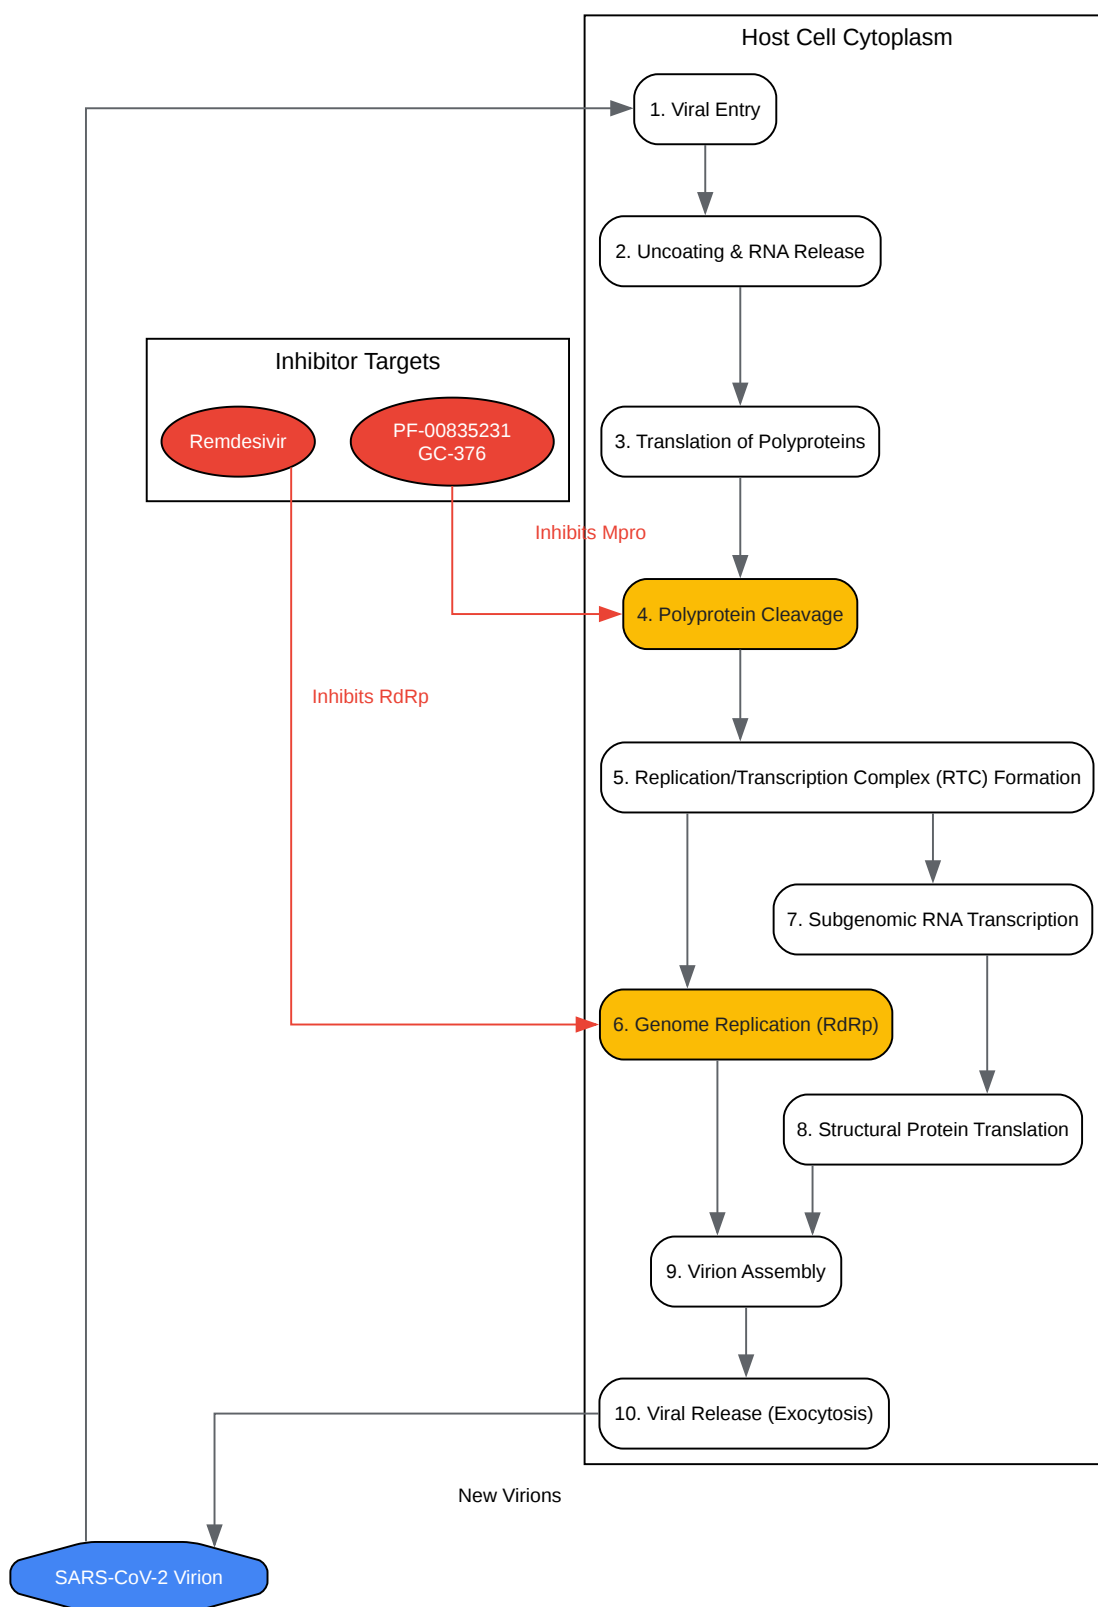 Host Cell Cytoplasm
1. Viral Entry
2. Uncoating & RNA Release
Inhibitor Targets
Remdesivir
PF-00835231
GC-376
3. Translation of Polyproteins
Inhibits Mpro
4. Polyprotein Cleavage
Inhibits RdRp
5. Replication/Transcription Complex (RTC) Formation
7. Subgenomic RNA Transcription
6. Genome Replication (RdRp)
8. Structural Protein Translation
9. Virion Assembly
10. Viral Release (Exocytosis)
New Virions
SARS-CoV-2 Virion